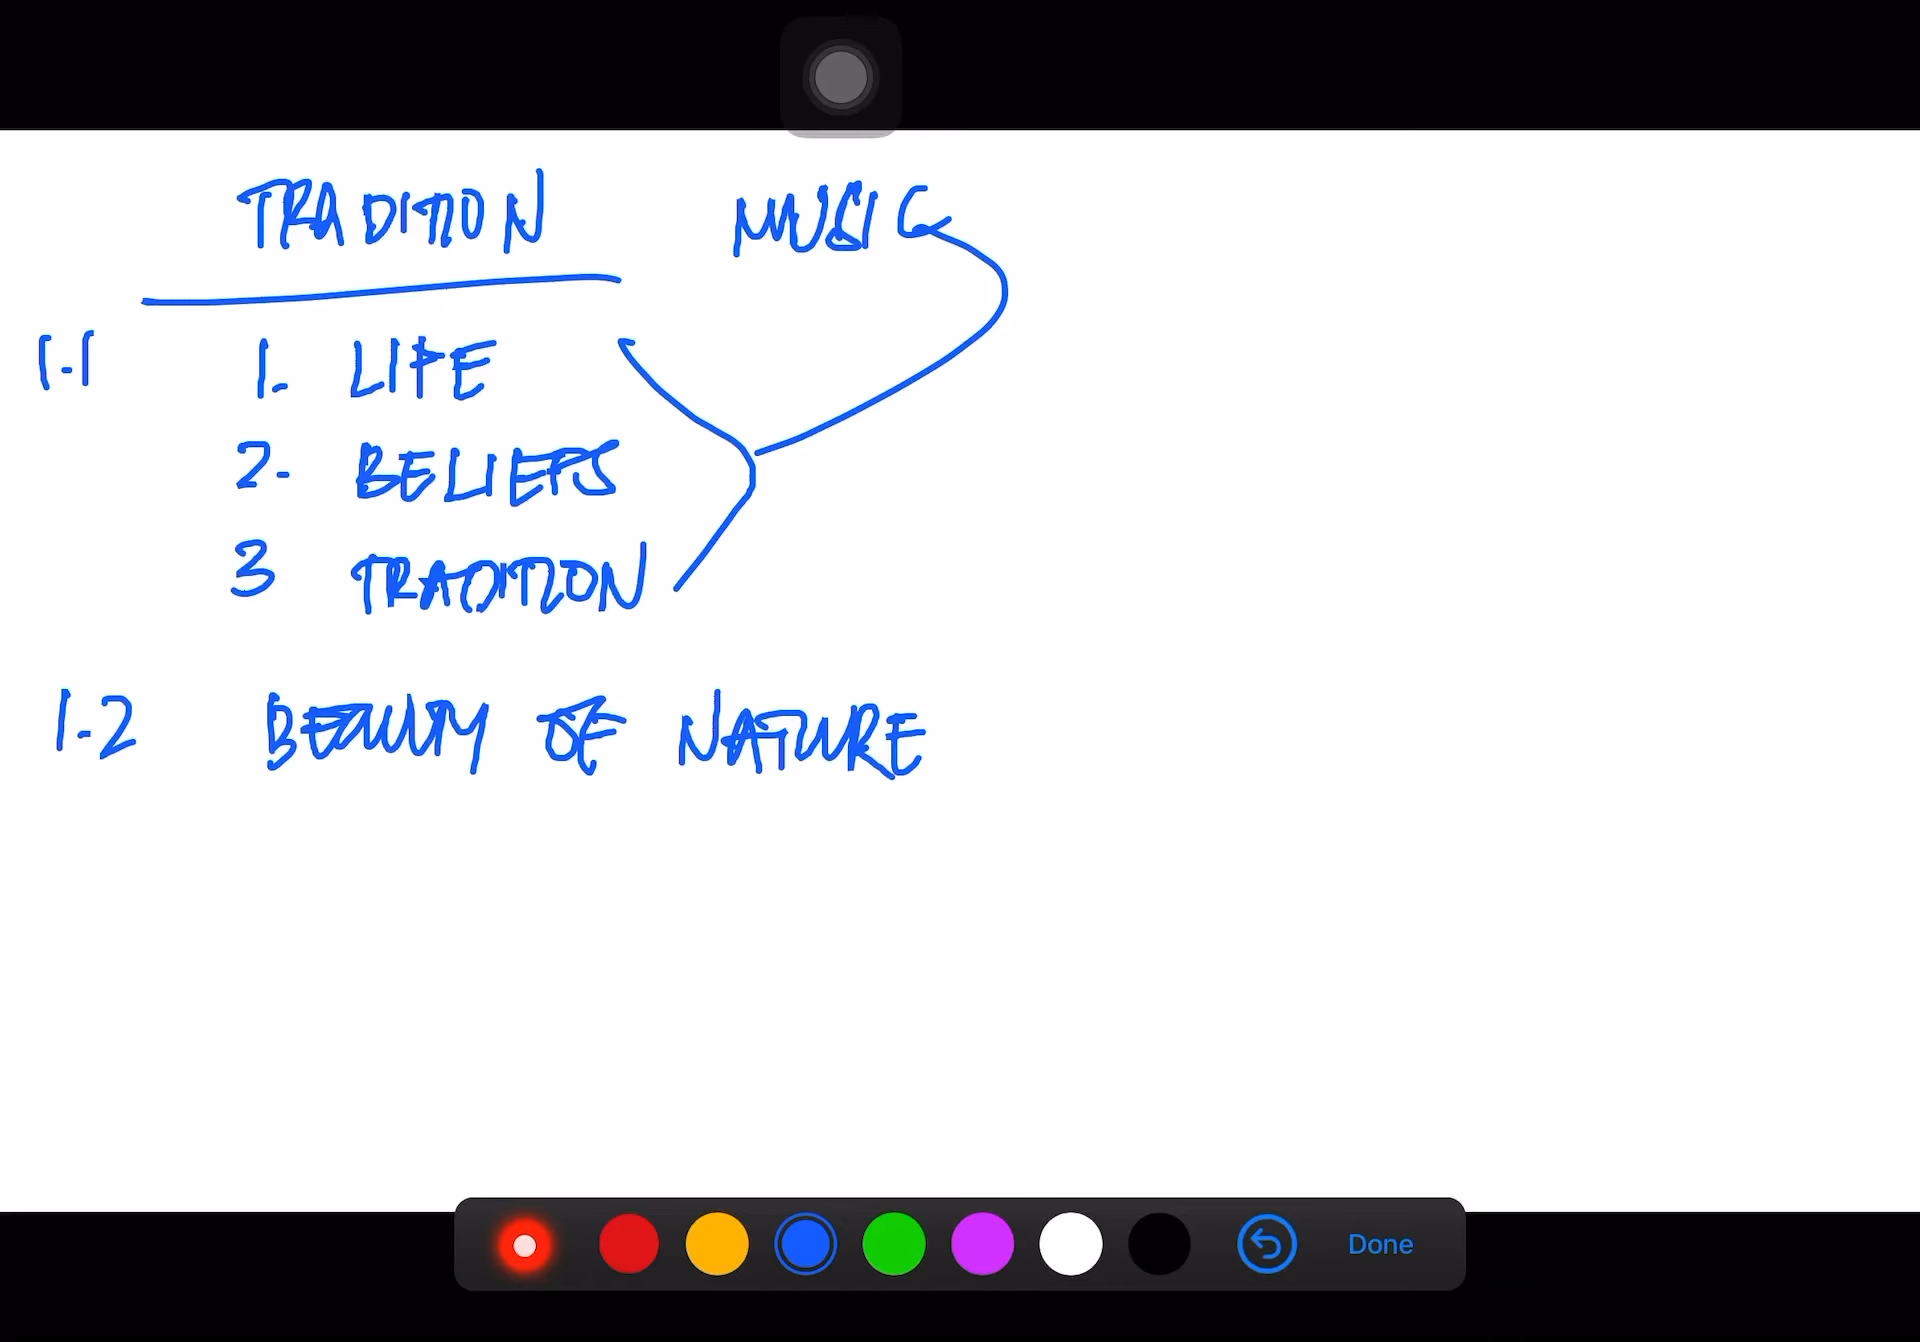 TRADITION MUSIC
1.1 1. LIFE
2. BELIEFS
3 TRADITION
1.2 BEAUTY OF NATURE
Done